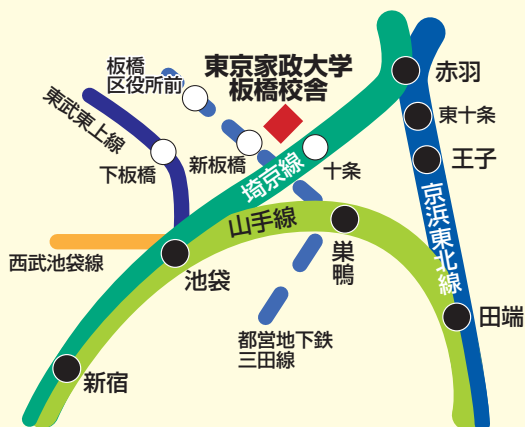 板橋
区役所前
東京家政大学
板橋校舎
赤羽
東武東上線
東十条
下板橋
新板橋
埼京線
十条
王子
山手線
京浜東北線
西武池袋線
池袋
巣鴨
田端
都営地下鉄
三田線
新宿